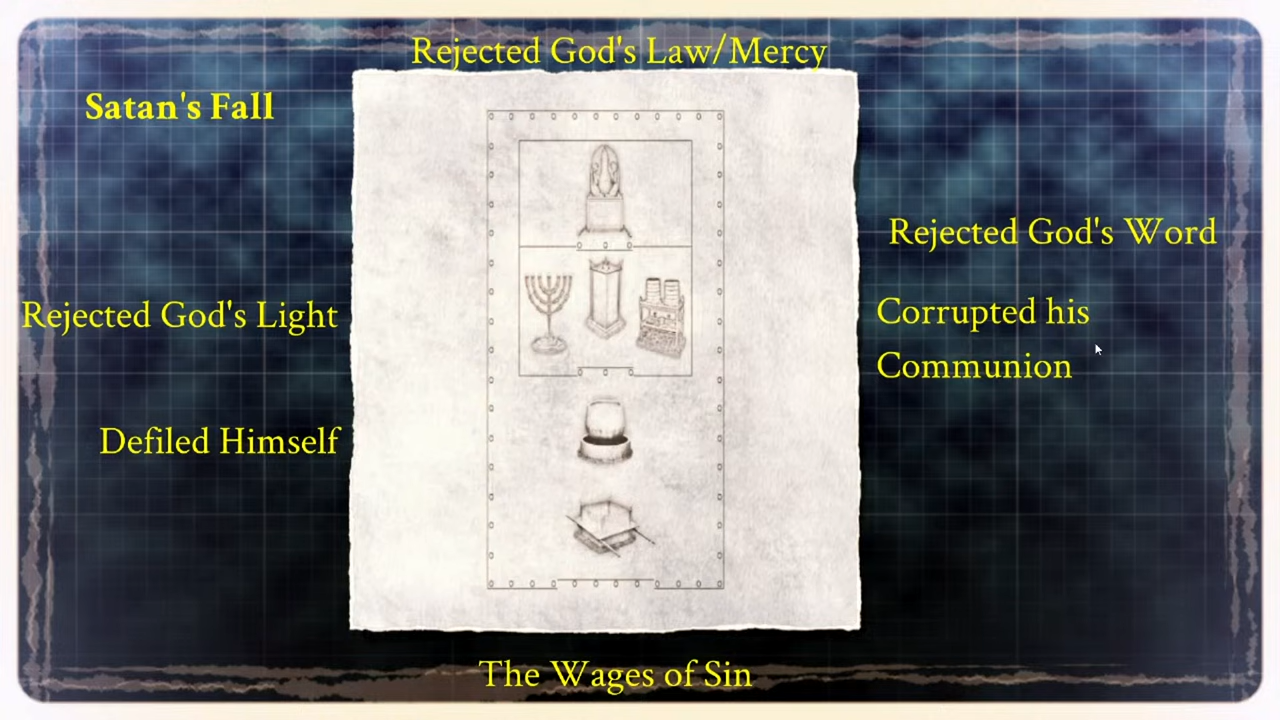 Rejected God's Law/Mercy
Satan's Fall
Rejected God's Word
Rejected God's Light
Corrupted his
Communion
Defiled Himself
The Wages of Sin